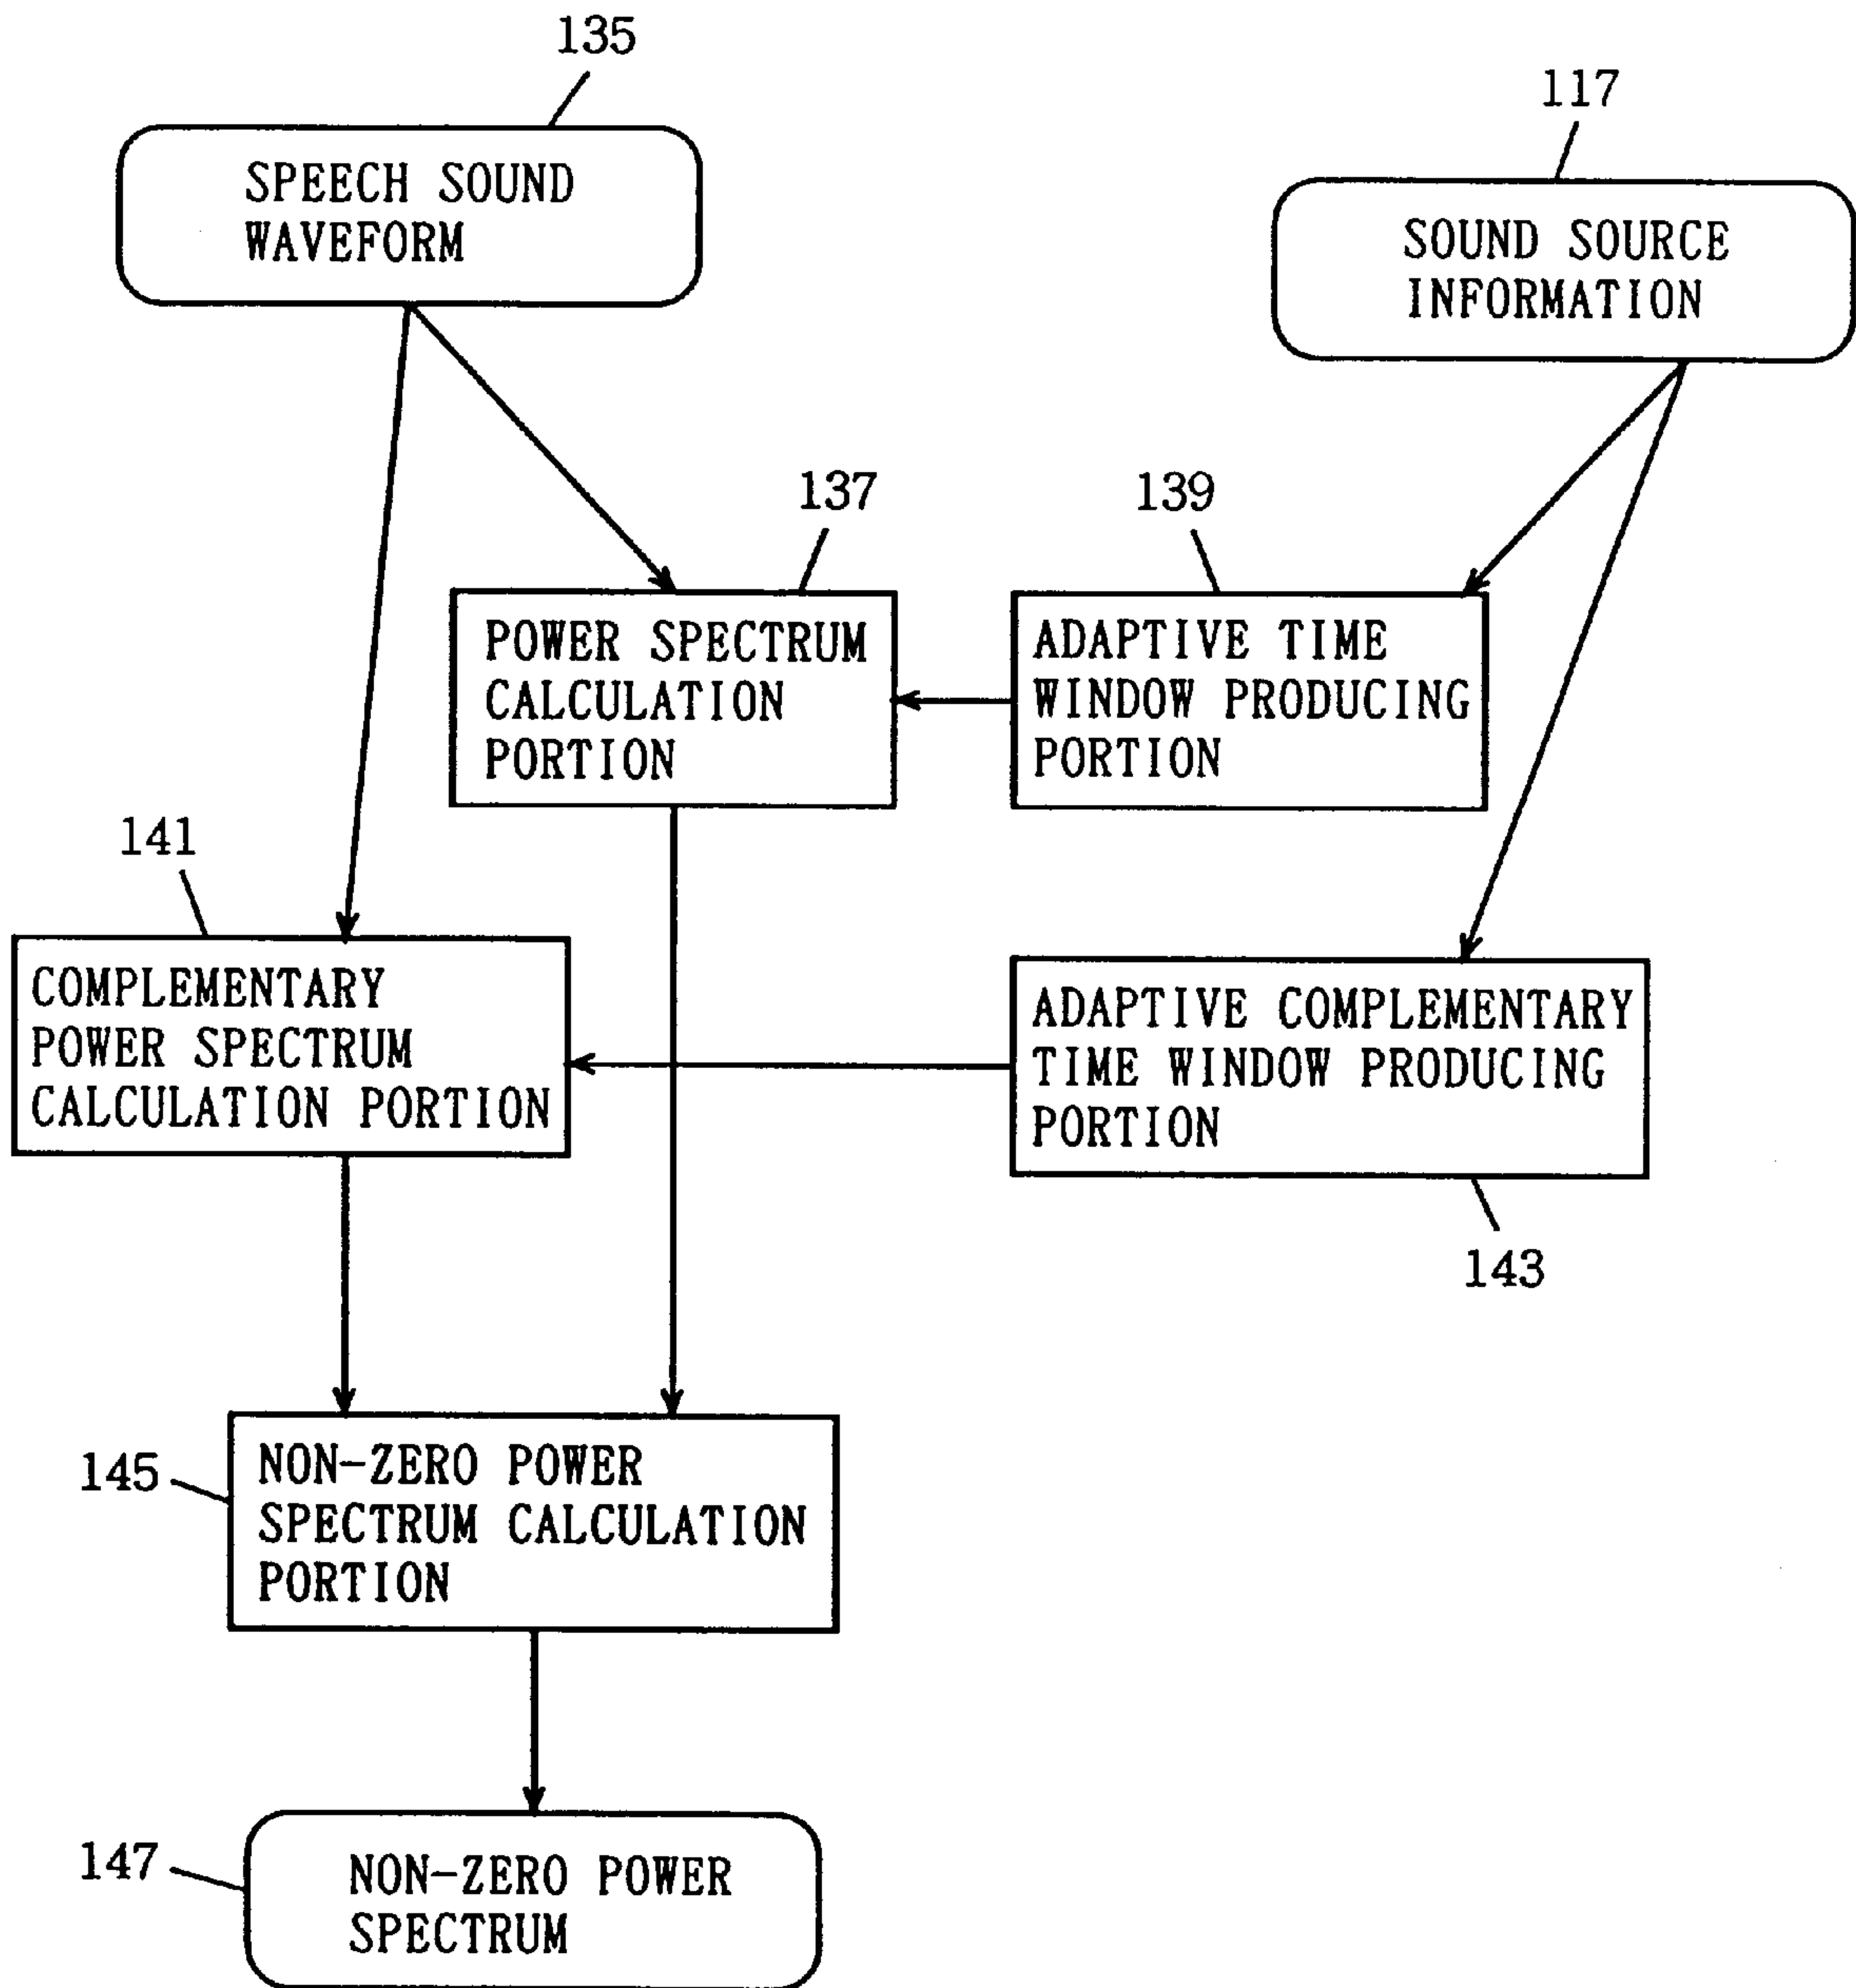 135
117
SPEECH SOUND
WAVEFORM
SOUND SOURCE
INFORMATION
137
139
POWER SPECTRUM
CALCULATION
PORTION
ADAPTIVE TIME
WINDOW PRODUCING
PORTION
141
COMPLEMENTARY
POWER SPECTRUM
CALCULATION PORTION
ADAPTIVE COMPLEMENTARY
TIME WINDOW PRODUCING
PORTION
143
145
NON-ZERO POWER
SPECTRUM CALCULATION
PORTION
147
NON-ZERO POWER
SPECTRUM